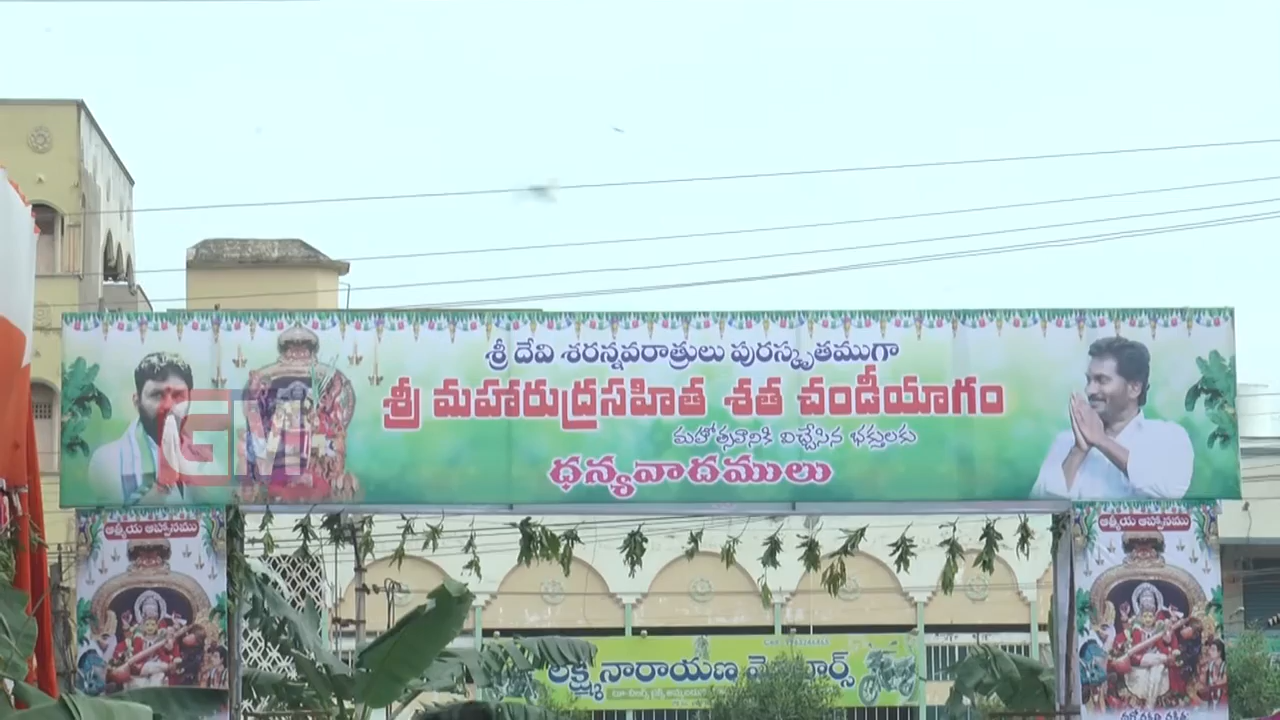 శ్రీ దేవి శరన్నవరాత్రులు పురస్కృతముగా
శ్రీ మహారుద్రసహిత శత చండీయాగం
మహోత్సవానికి విచ్చేసిన భక్తులకు
ధన్యవాదములు
GM
ఆత్మీయ ఆహ్వానము
ఆత్మీయ ఆహ్వానము
లక్ష్మీనారాయణ మోటార్స్